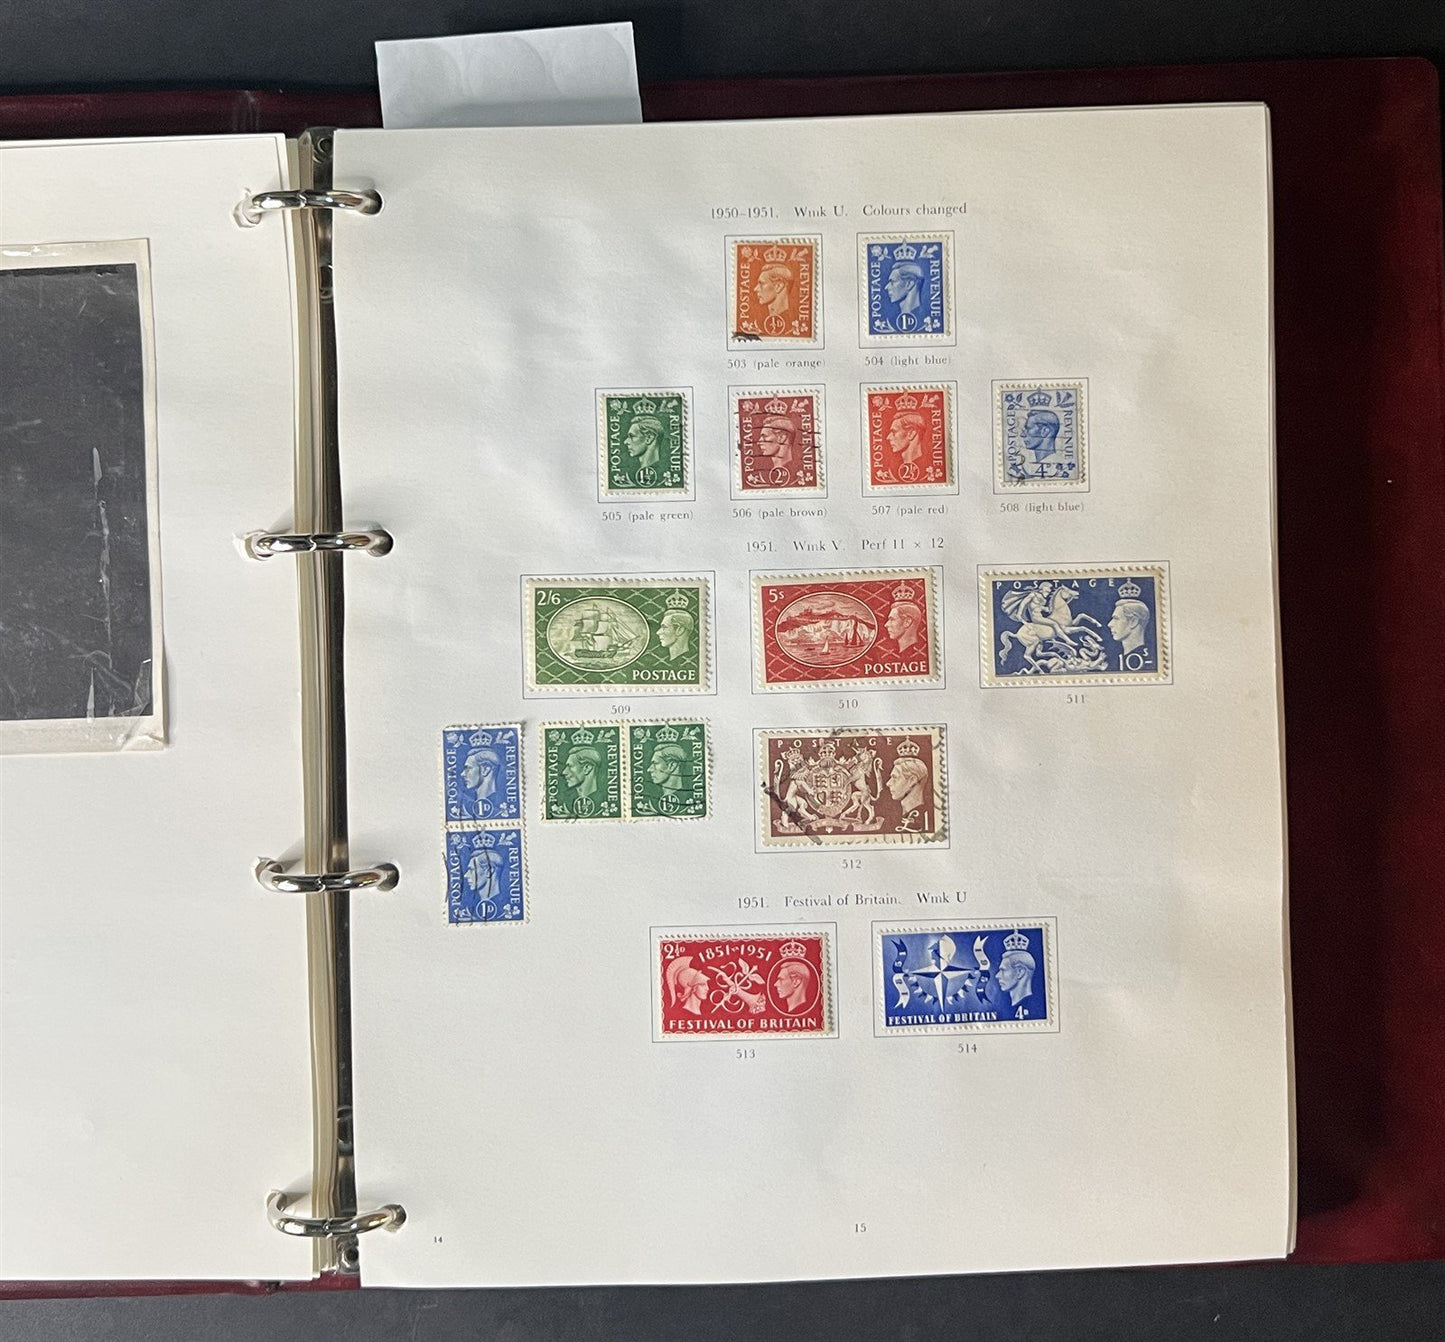 1950–1951. Wmk U. Colours changed
POSTAGE REVENUE ½D
POSTAGE REVENUE 1D
503 (pale orange)
504 (light blue)
POSTAGE REVENUE 1½D
POSTAGE REVENUE 2D
POSTAGE REVENUE 2½D
POSTAGE REVENUE 4D
505 (pale green)
506 (pale brown)
507 (pale red)
508 (light blue)
1951. Wmk V. Perf 11 × 12
2/6
POSTAGE
5s
POSTAGE
POSTAGE
10s-
509
510
511
POSTAGE REVENUE 1D
POSTAGE REVENUE 1D
POSTAGE REVENUE 1½D
POSTAGE REVENUE 1½D
POSTAGE
£1
512
1951. Festival of Britain. Wmk U
2½D
1851-1951
FESTIVAL OF BRITAIN
1851
1951
FESTIVAL OF BRITAIN 4D
513
514
14
15